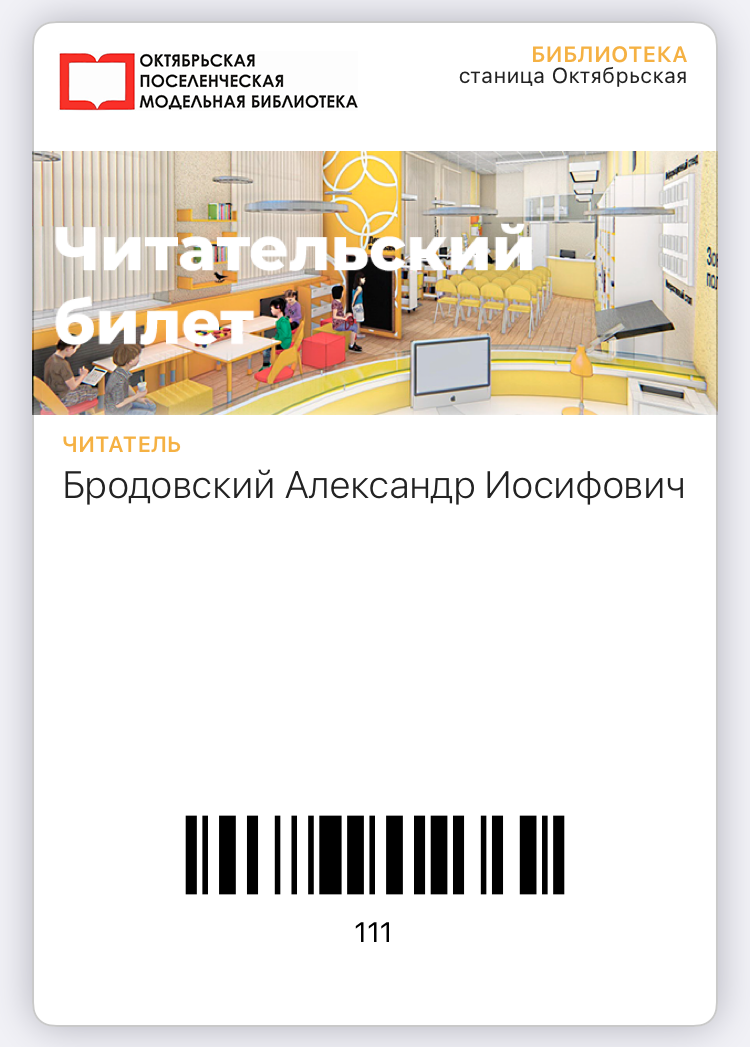 ОКТЯБРЬСКАЯ
ПОСЕЛЕНЧЕСКАЯ
МОДЕЛЬНАЯ БИБЛИОТЕКА
БИБЛИОТЕКА
станица Октябрьская
Читательский
билет
ЧИТАТЕЛЬ
Бродовский Александр Иосифович
111